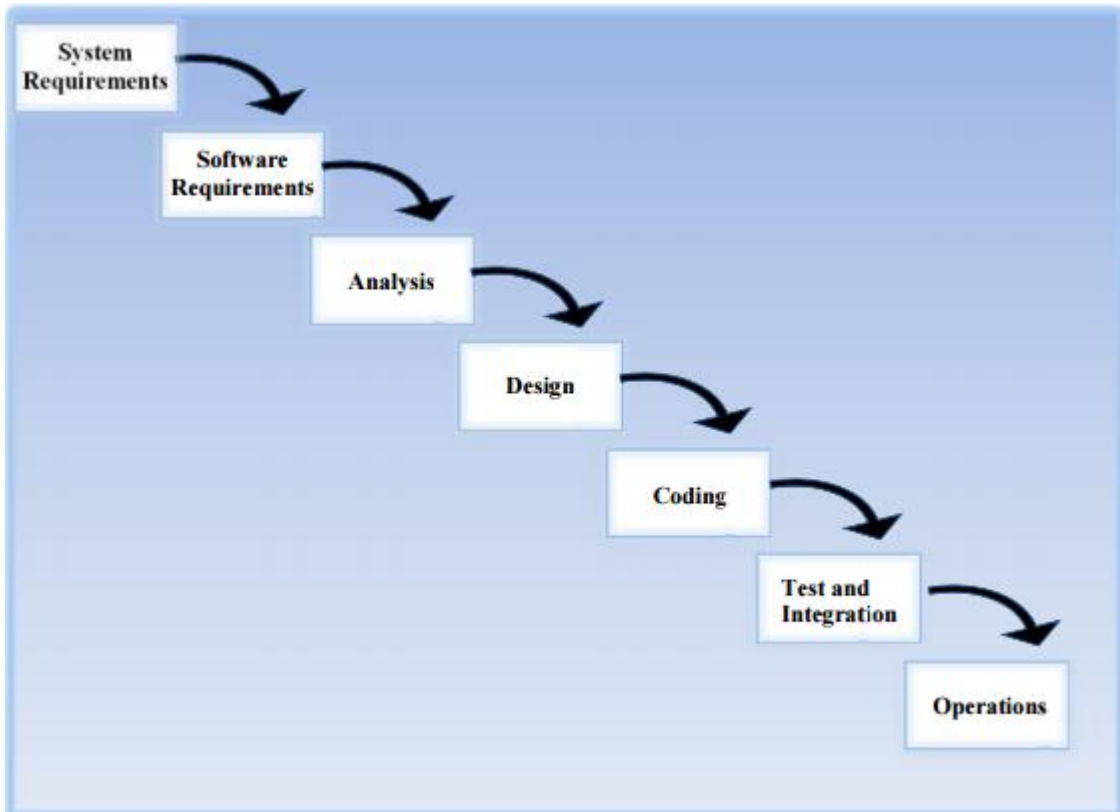 System
Requirements
Software
Requirements
Analysis
Design
Coding
Test and
Integration
Operations